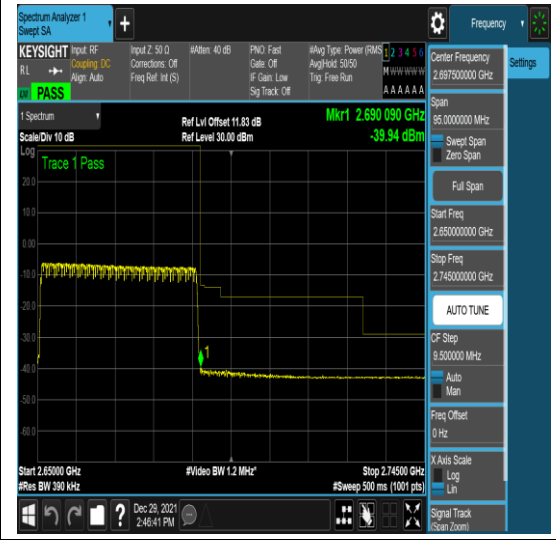 Spectrum Analyzer 1
Swept SA
Frequency
KEYSIGHT
RL
PASS
Input: RF
Coupling: DC
Align: Auto
Input Z: 50 Ω
Corrections: Off
Freq Ref: Int (S)
#Atten: 40 dB
PNO: Fast
Gate: Off
IF Gain: Low
Sig Track: Off
#Avg Type: Power (RMS
Avg|Hold: 50/50
Trig: Free Run
1 2 3 4 5 6
M W W W W W
A A A A A A
1 Spectrum
Scale/Div 10 dB
Ref Lvl Offset 11.83 dB
Ref Level 30.00 dBm
Mkr1 2.690 090 GHz
-39.94 dBm
Log
Trace 1 Pass
20.0
10.0
0.00
-10.0
-20.0
-30.0
-40.0
-50.0
-60.0
1
Start 2.65000 GHz
#Res BW 390 kHz
#Video BW 1.2 MHz*
Stop 2.74500 GHz
#Sweep 500 ms (1001 pts)
Dec 29, 2021
2:46:41 PM
Center Frequency
2.697500000 GHz
Settings
Span
95.0000000 MHz
Swept Span
Zero Span
Full Span
Start Freq
2.650000000 GHz
Stop Freq
2.745000000 GHz
AUTO TUNE
CF Step
9.500000 MHz
Auto
Man
Freq Offset
0 Hz
X Axis Scale
Log
Lin
Signal Track
(Span Zoom)